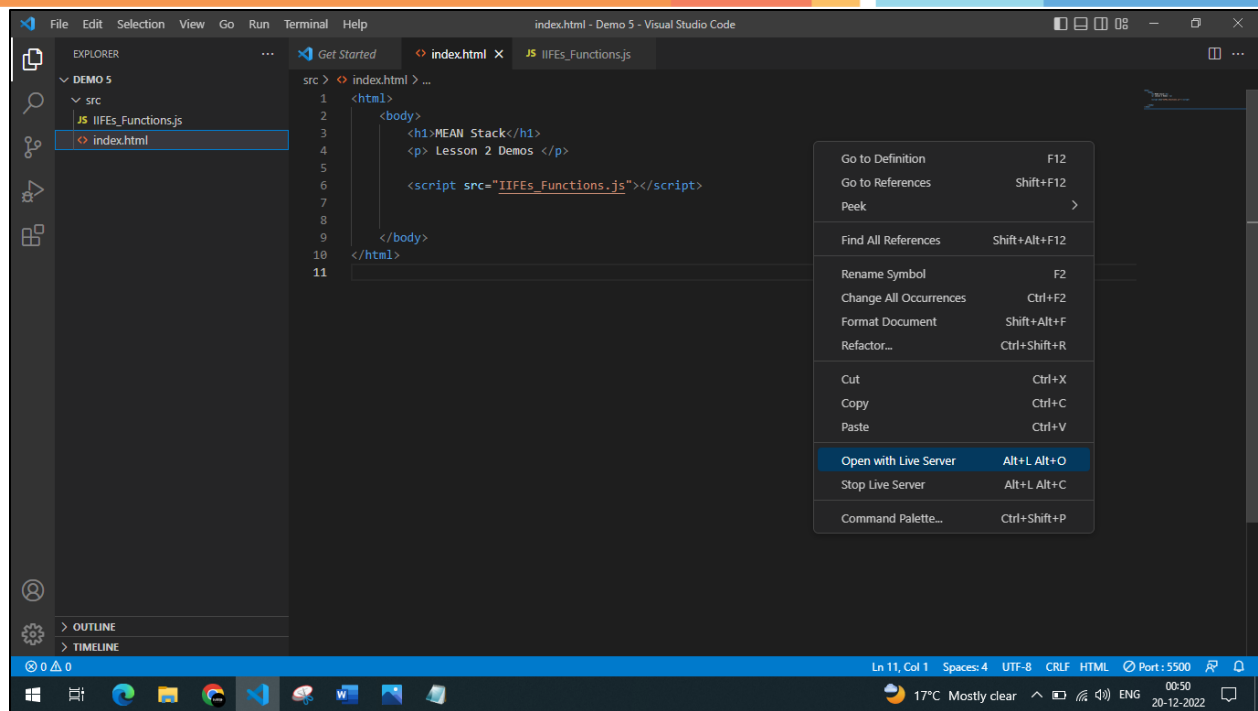 File Edit Selection View Go Run Terminal Help index.html - Demo 5 - Visual Studio Code
EXPLORER ... Get Started <> index.html × JS IIFEs_Functions.js ...
DEMO 5
src > <> index.html > ...
src
JS IIFEs_Functions.js
<> index.html
1 <html>
2 <body>
3 <h1>MEAN Stack</h1>
4 <p> Lesson 2 Demos </p>
5
6 <script src="IIFEs_Functions.js"></script>
7
8
9 </body>
10 </html>
11
Go to Definition F12
Go to References Shift+F12
Peek >
Find All References Shift+Alt+F12
Rename Symbol F2
Change All Occurrences Ctrl+F2
Format Document Shift+Alt+F
Refactor... Ctrl+Shift+R
Cut Ctrl+X
Copy Ctrl+C
Paste Ctrl+V
Open with Live Server Alt+L Alt+O
Stop Live Server Alt+L Alt+C
Command Palette... Ctrl+Shift+P
> OUTLINE
> TIMELINE
0 0 Ln 11, Col 1 Spaces: 4 UTF-8 CRLF HTML Port : 5500
17°C Mostly clear ENG 00:50
20-12-2022